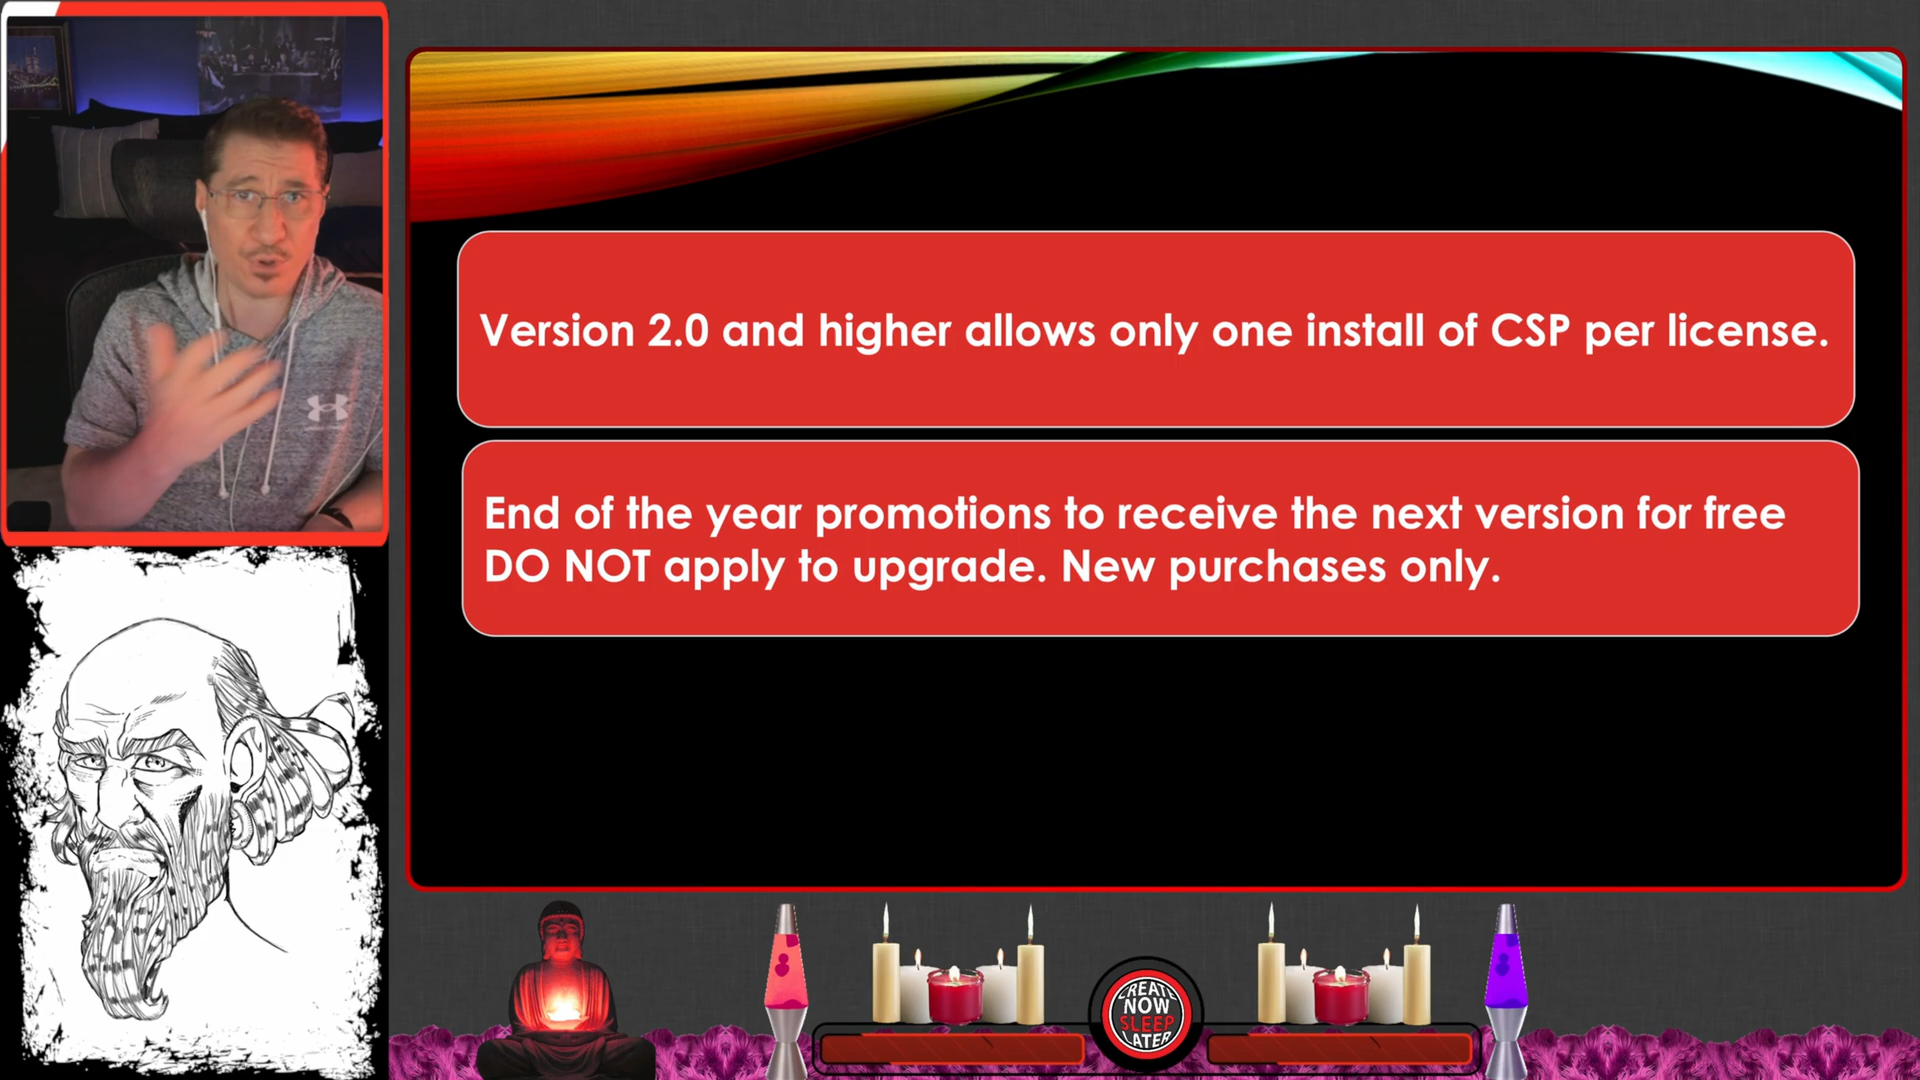 Version 2.0 and higher allows only one install of CSP per license.
End of the year promotions to receive the next version for free
DO NOT apply to upgrade. New purchases only.
CREATE
NOW
SLEEP
LATER